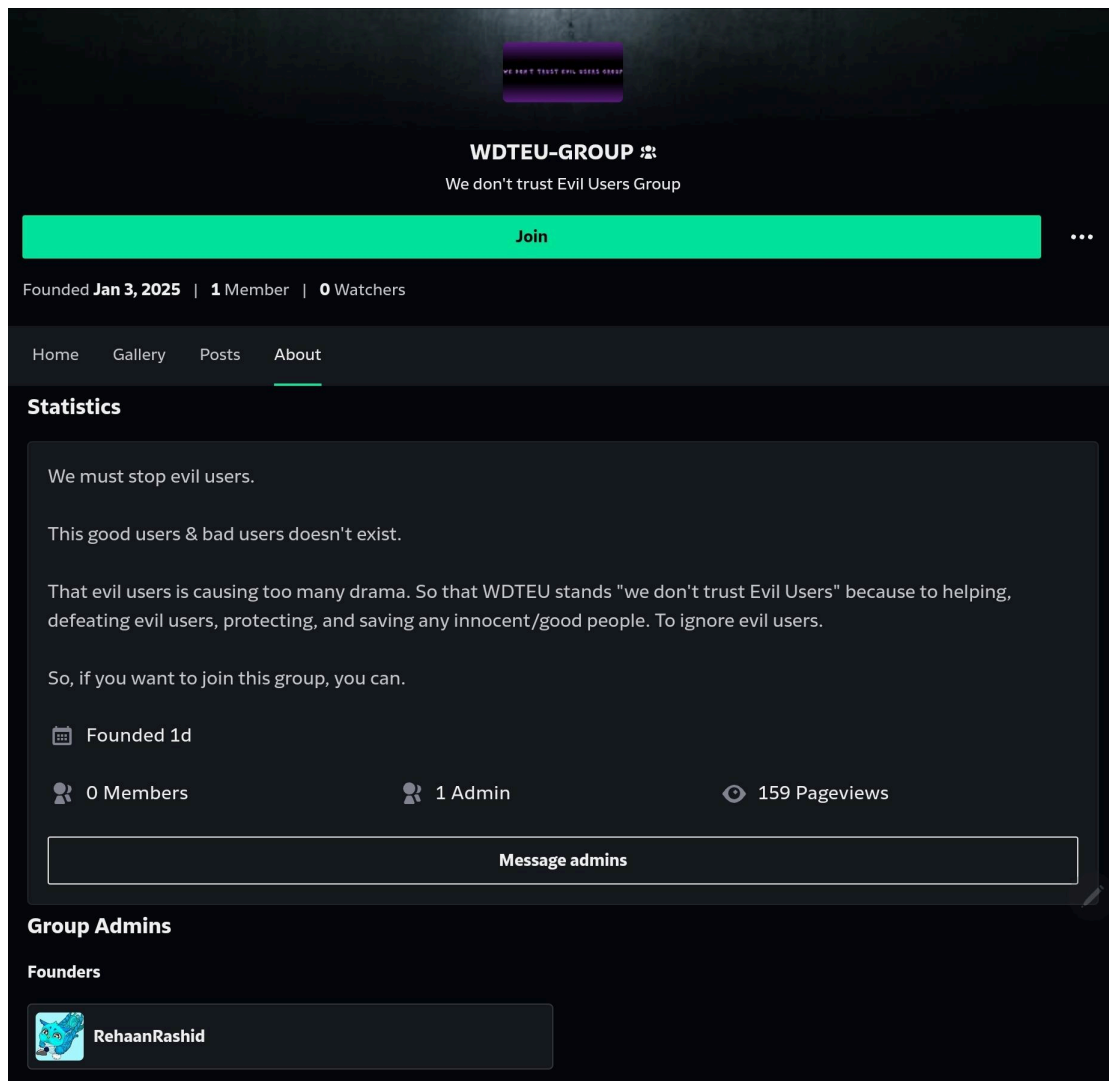 WE DON'T TRUST EVIL USERS GROUP
WDTEU-GROUP
We don't trust Evil Users Group
Join
Founded Jan 3, 2025 | 1 Member | 0 Watchers
Home Gallery Posts About
Statistics
We must stop evil users.
This good users & bad users doesn't exist.
That evil users is causing too many drama. So that WDTEU stands "we don't trust Evil Users" because to helping,
defeating evil users, protecting, and saving any innocent/good people. To ignore evil users.
So, if you want to join this group, you can.
Founded 1d
0 Members 1 Admin 159 Pageviews
Message admins
Group Admins
Founders
RehaanRashid